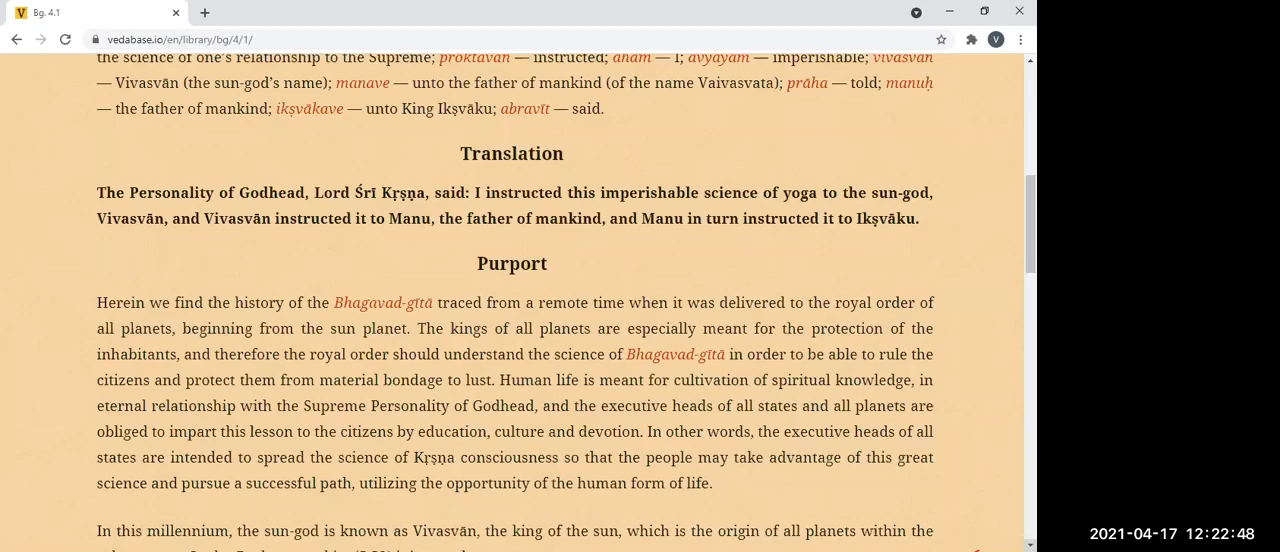 Bg. 4.1
vedabase.io/en/library/bg/4/1/
V
the science of one's relationship to the Supreme; proktavān — instructed; aham — I; avyayam — imperishable; vivasvān
— Vivasvān (the sun-god's name); manave — unto the father of mankind (of the name Vaivasvata); prāha — told; manuḥ
— the father of mankind; ikṣvākave — unto King Ikṣvāku; abravīt — said.
Translation
The Personality of Godhead, Lord Śrī Kṛṣṇa, said: I instructed this imperishable science of yoga to the sun-god,
Vivasvān, and Vivasvān instructed it to Manu, the father of mankind, and Manu in turn instructed it to Ikṣvāku.
Purport
Herein we find the history of the Bhagavad-gītā traced from a remote time when it was delivered to the royal order of
all planets, beginning from the sun planet. The kings of all planets are especially meant for the protection of the
inhabitants, and therefore the royal order should understand the science of Bhagavad-gītā in order to be able to rule the
citizens and protect them from material bondage to lust. Human life is meant for cultivation of spiritual knowledge, in
eternal relationship with the Supreme Personality of Godhead, and the executive heads of all states and all planets are
obliged to impart this lesson to the citizens by education, culture and devotion. In other words, the executive heads of all
states are intended to spread the science of Kṛṣṇa consciousness so that the people may take advantage of this great
science and pursue a successful path, utilizing the opportunity of the human form of life.
In this millennium, the sun-god is known as Vivasvān, the king of the sun, which is the origin of all planets within the
2021-04-17 12:22:48